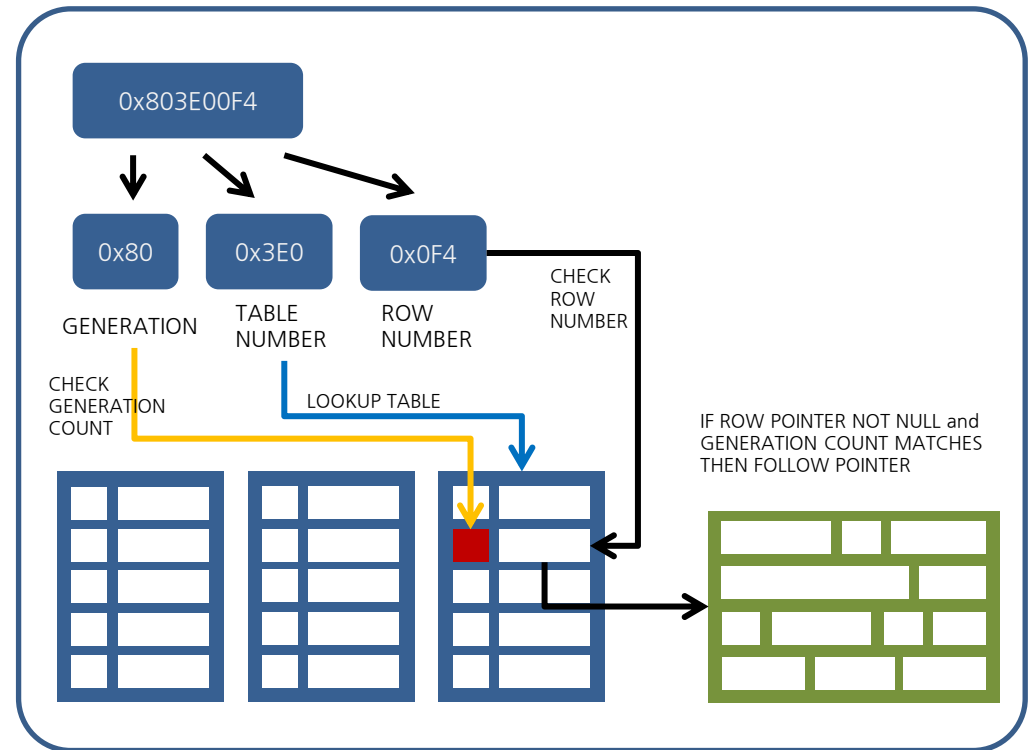 0x803E00F4
0x80
0x3E0
0x0F4
GENERATION
TABLE
NUMBER
ROW
NUMBER
CHECK
ROW
NUMBER
CHECK
GENERATION
COUNT
LOOKUP TABLE
IF ROW POINTER NOT NULL and
GENERATION COUNT MATCHES
THEN FOLLOW POINTER